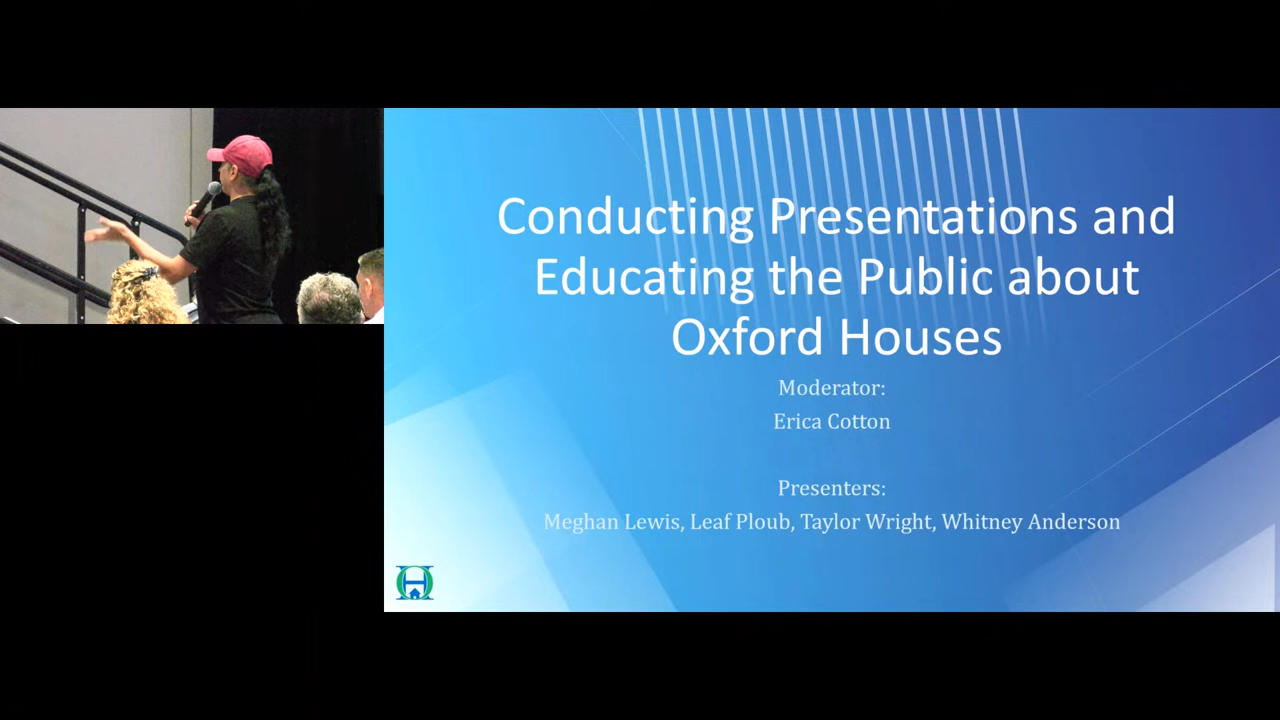 Conducting Presentations and
Educating the Public about
Oxford Houses
Moderator:
Erica Cotton
Presenters:
Meghan Lewis, Leaf Ploub, Taylor Wright, Whitney Anderson